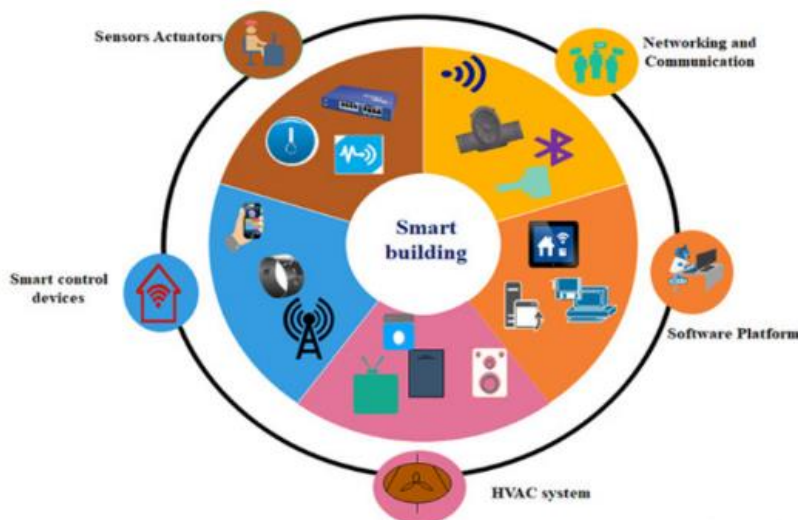 Sensors Actuators
Networking and
Communication
Smart
building
Smart control
devices
Software Platform
HVAC system